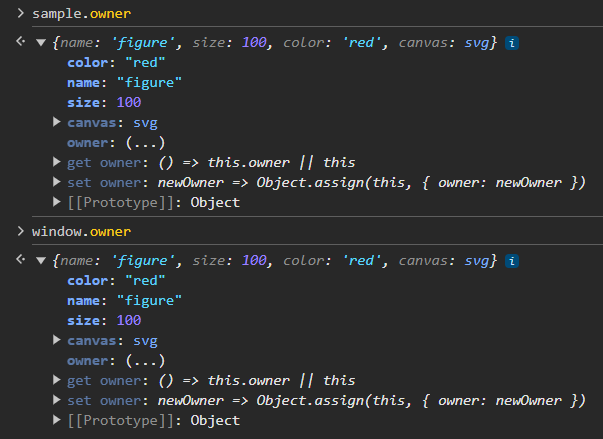 > sample.owner
<· ▼ {name: 'figure', size: 100, color: 'red', canvas: svg} i
color: "red"
name: "figure"
size: 100
▶ canvas: svg
owner: (...)
▶ get owner: () => this.owner || this
▶ set owner: newOwner => Object.assign(this, { owner: newOwner })
▶ [[Prototype]]: Object
> window.owner
<· ▼ {name: 'figure', size: 100, color: 'red', canvas: svg} i
color: "red"
name: "figure"
size: 100
▶ canvas: svg
owner: (...)
▶ get owner: () => this.owner || this
▶ set owner: newOwner => Object.assign(this, { owner: newOwner })
▶ [[Prototype]]: Object